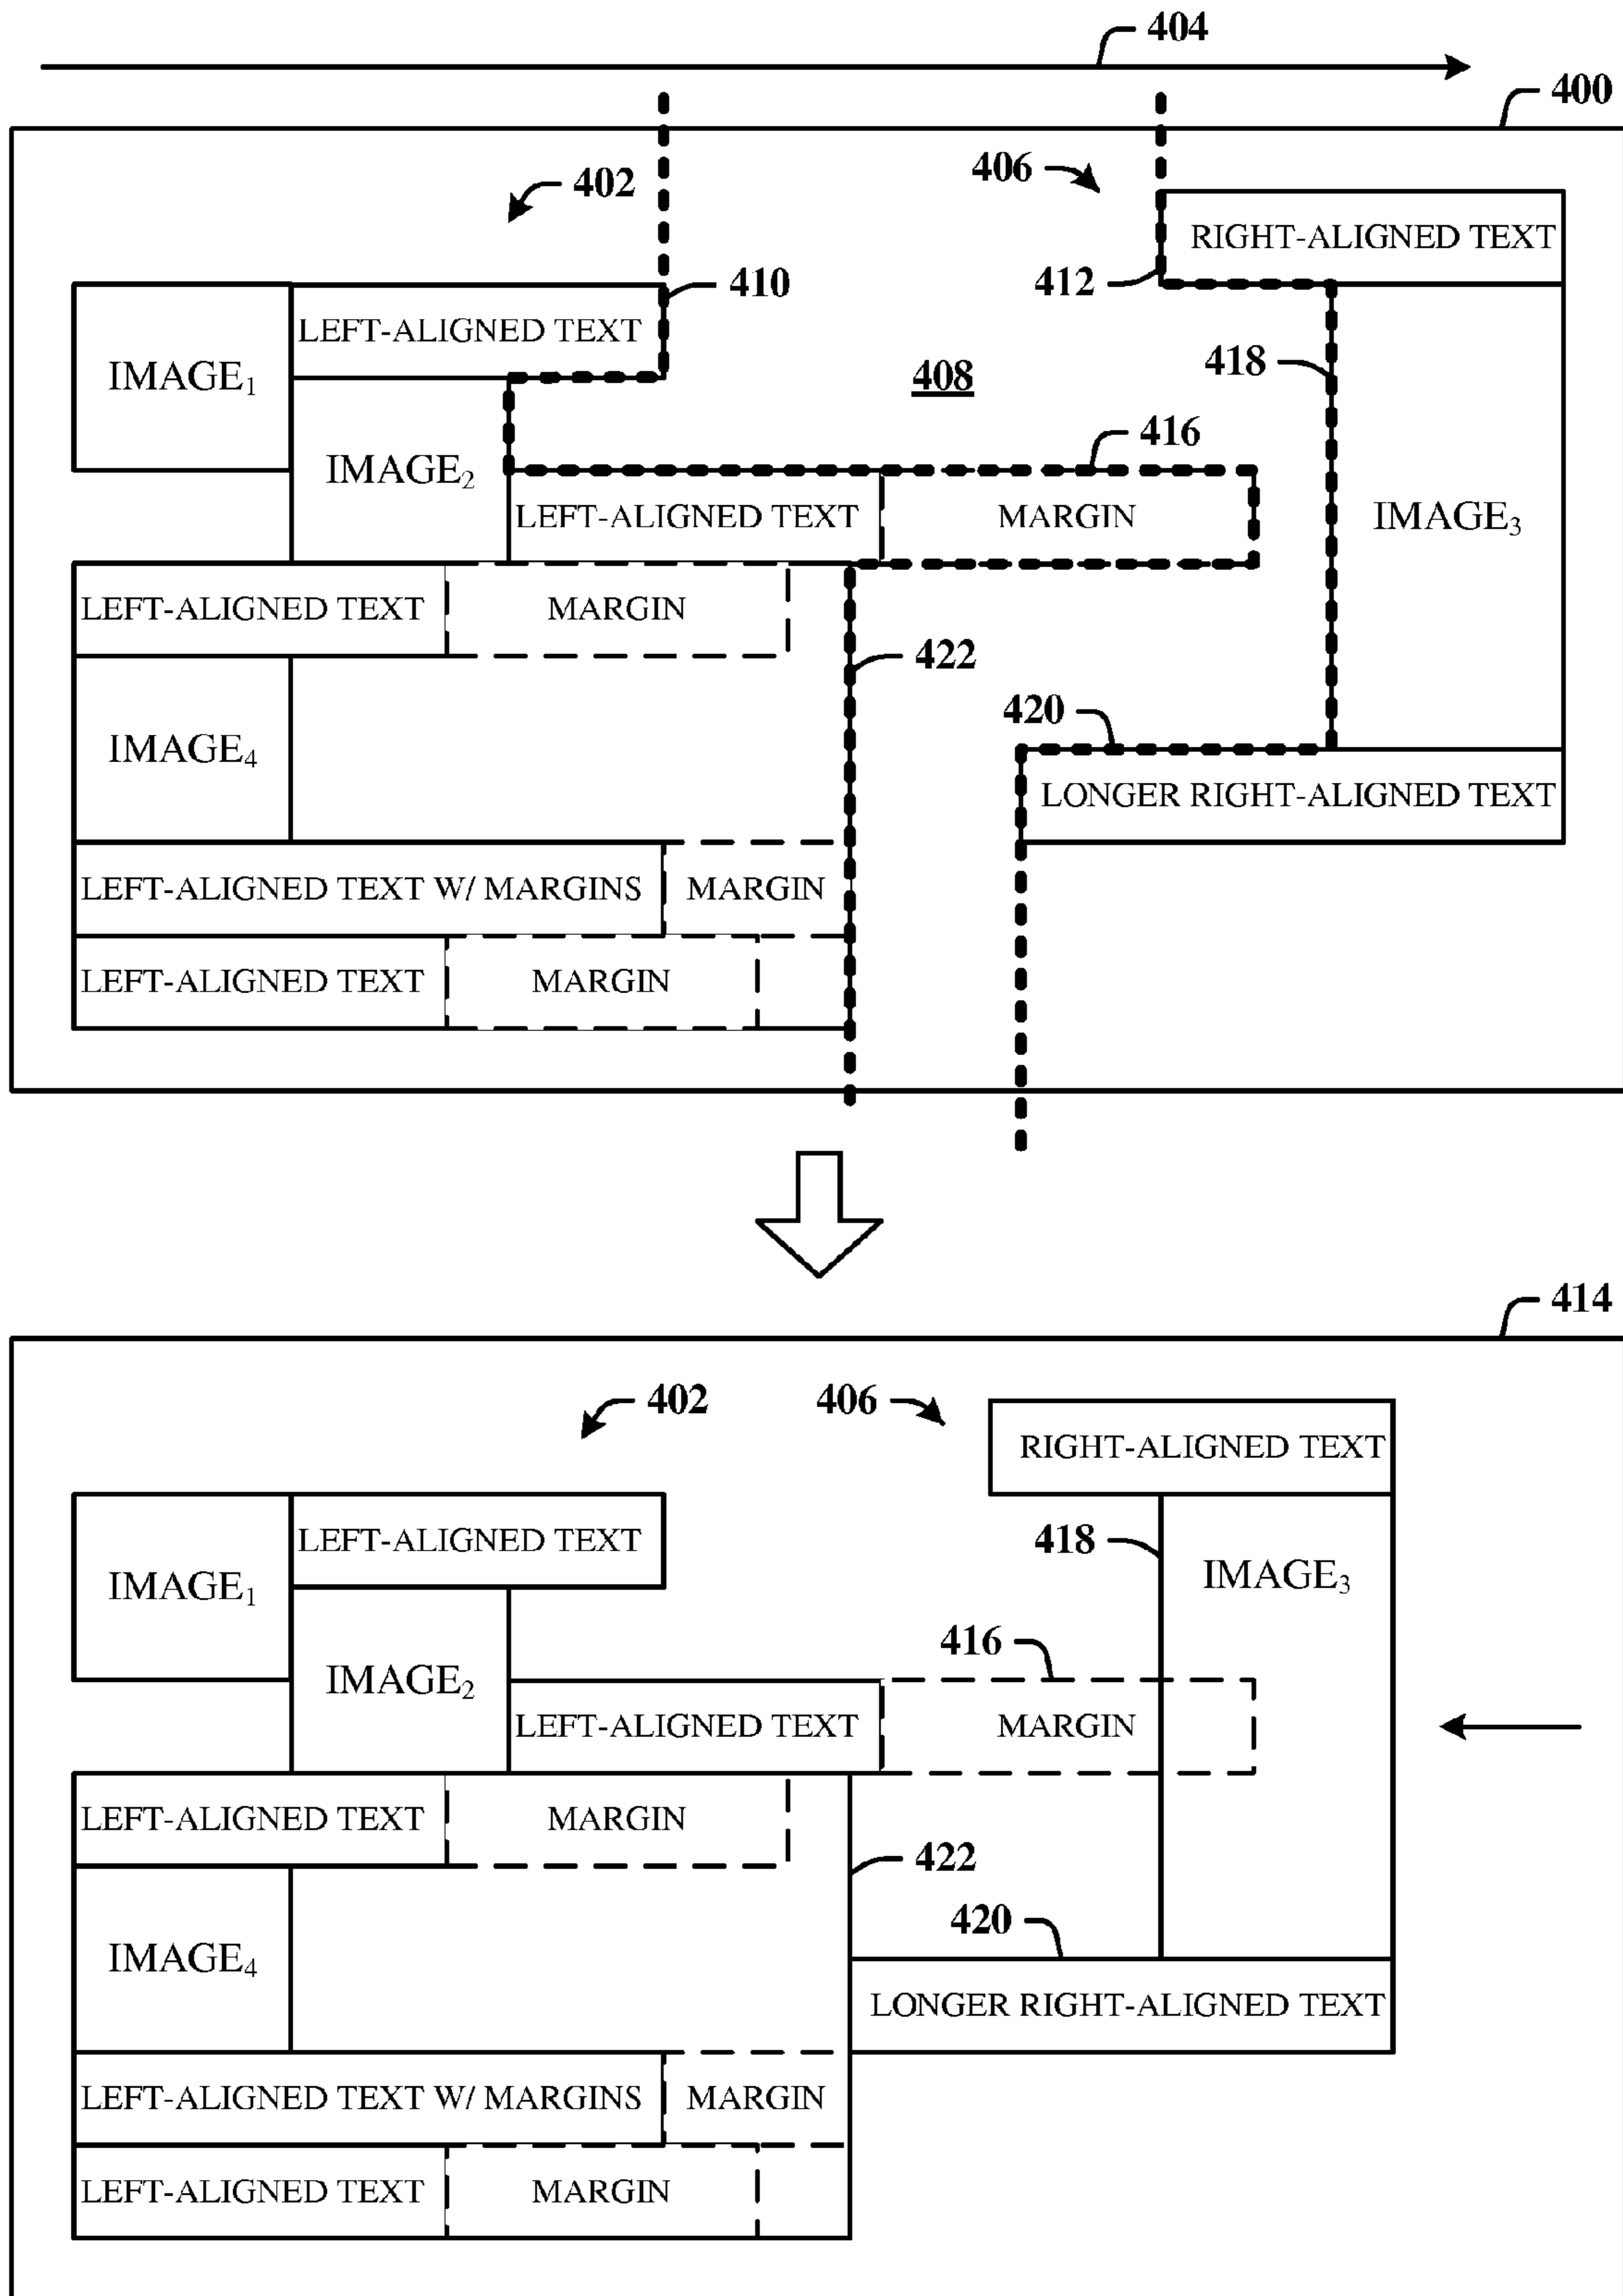 404
400
402
406
RIGHT-ALIGNED TEXT
410
412
LEFT-ALIGNED TEXT
IMAGE1
408
418
416
IMAGE2
LEFT-ALIGNED TEXT
MARGIN
IMAGE3
LEFT-ALIGNED TEXT
MARGIN
422
420
IMAGE4
LONGER RIGHT-ALIGNED TEXT
LEFT-ALIGNED TEXT W/ MARGINS
MARGIN
LEFT-ALIGNED TEXT
MARGIN
414
402
406
RIGHT-ALIGNED TEXT
LEFT-ALIGNED TEXT
418
IMAGE1
IMAGE3
416
IMAGE2
LEFT-ALIGNED TEXT
MARGIN
LEFT-ALIGNED TEXT
MARGIN
422
420
IMAGE4
LONGER RIGHT-ALIGNED TEXT
LEFT-ALIGNED TEXT W/ MARGINS
MARGIN
LEFT-ALIGNED TEXT
MARGIN